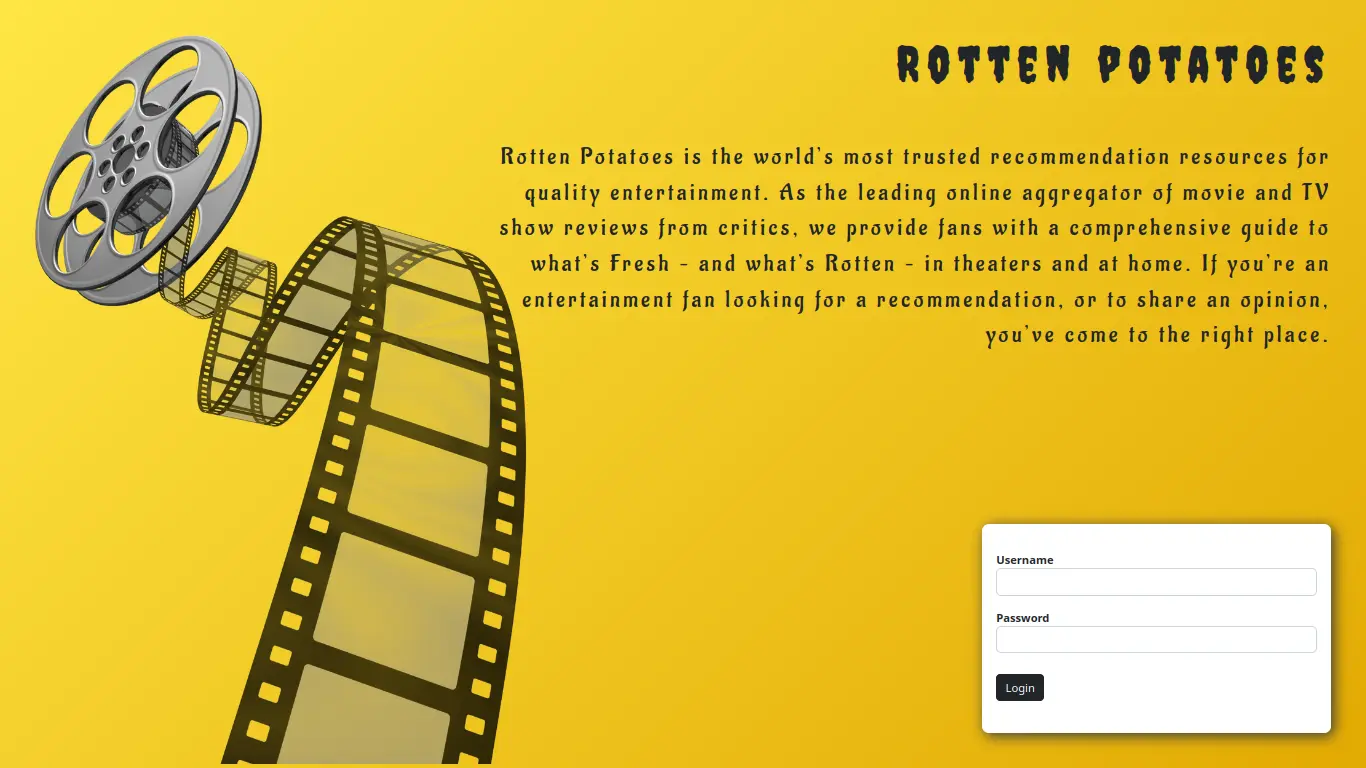 ROTTEN POTATOES
Rotten Potatoes is the world's most trusted recommendation resources for
quality entertainment. As the leading online aggregator of movie and TV
show reviews from critics, we provide fans with a comprehensive guide to
what's Fresh - and what's Rotten - in theaters and at home. If you're an
entertainment fan looking for a recommendation, or to share an opinion,
you've come to the right place.
Username
Password
Login